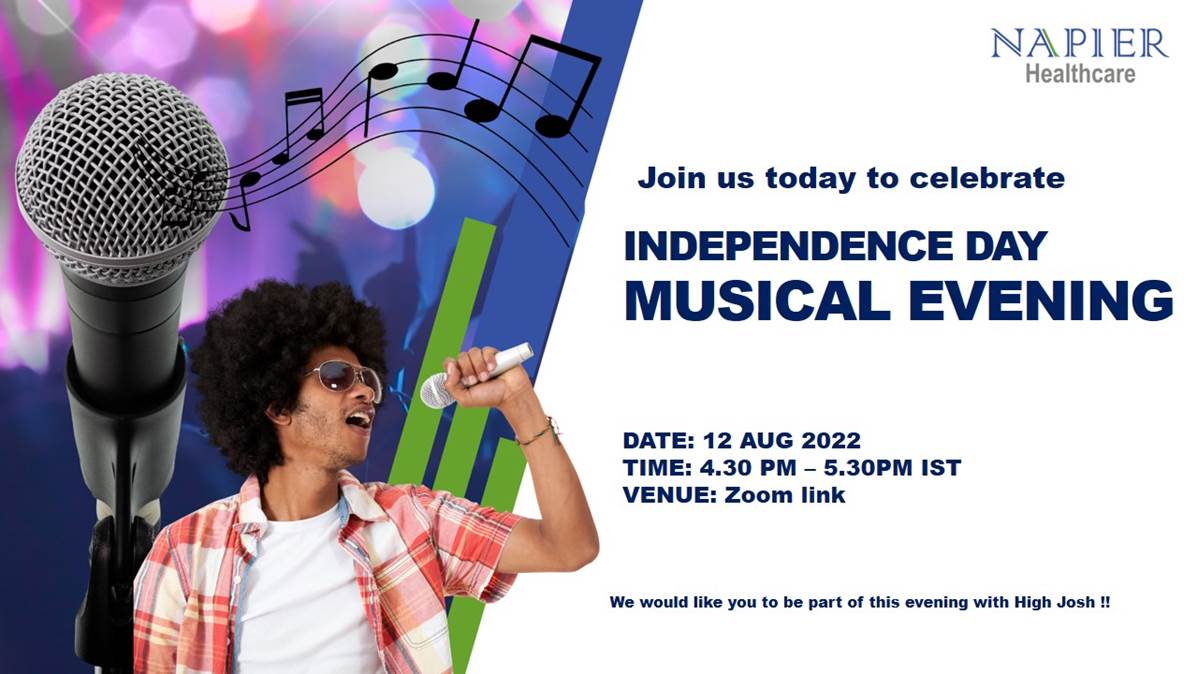 NAPIER
Healthcare
Join us today to celebrate
INDEPENDENCE DAY
MUSICAL EVENING
DATE: 12 AUG 2022
TIME: 4.30 PM – 5.30PM IST
VENUE: Zoom link
We would like you to be part of this evening with High Josh !!